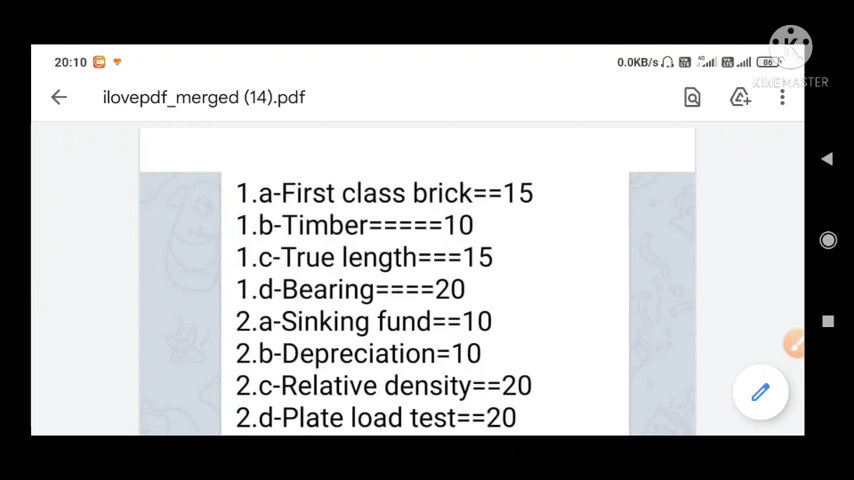 20:10
0.0KB/s
4G
86
KINEMASTER
ilovepdf_merged (14).pdf
1.a-First class brick==15
1.b-Timber=====10
1.c-True length===15
1.d-Bearing====20
2.a-Sinking fund==10
2.b-Depreciation=10
2.c-Relative density==20
2.d-Plate load test==20